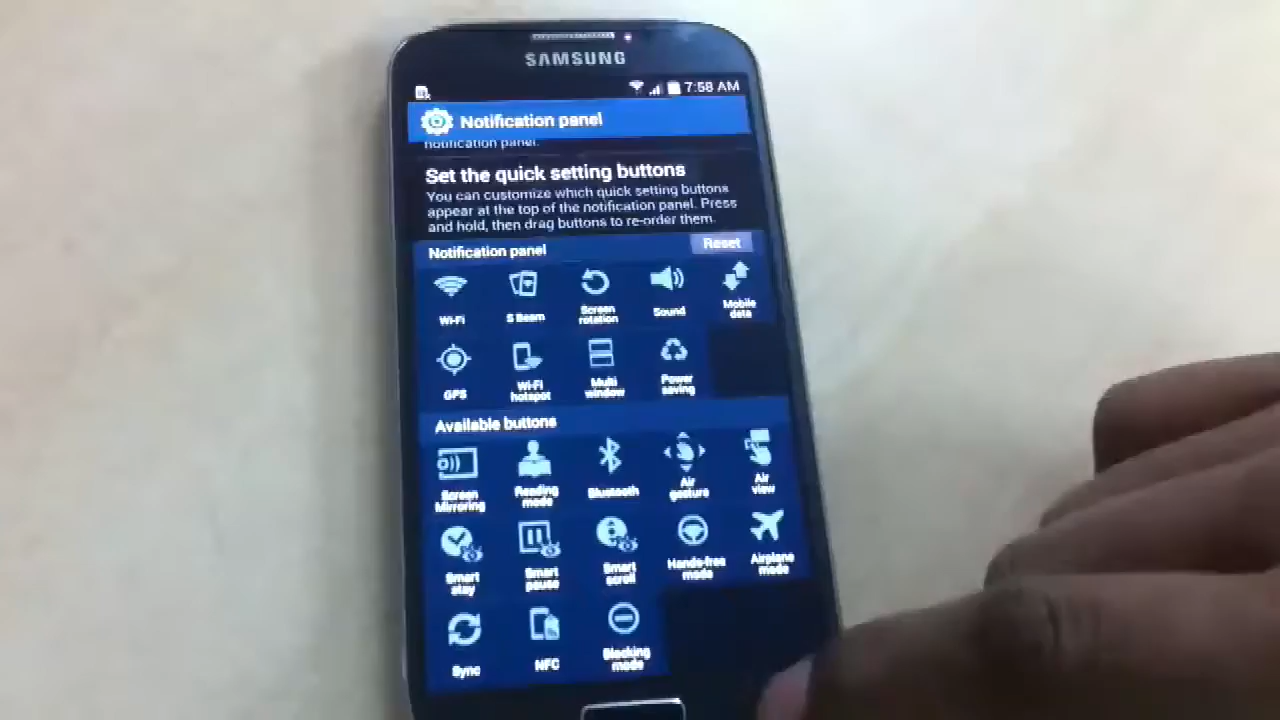 SAMSUNG
7:58 AM
Notification panel
notification panel.
Set the quick setting buttons
You can customize which quick setting buttons
appear at the top of the notification panel. Press
and hold, then drag buttons to re-order them.
Notification panel
Reset
Wi-Fi
S Beam
Screen
rotation
Sound
Mobile
data
GPS
Wi-Fi
hotspot
Multi
window
Power
saving
Available buttons
Screen
Mirroring
Reading
mode
Bluetooth
Air
gesture
Air
view
Smart
stay
Smart
pause
Smart
scroll
Hands-free
mode
Airplane
mode
Sync
NFC
Blocking
mode